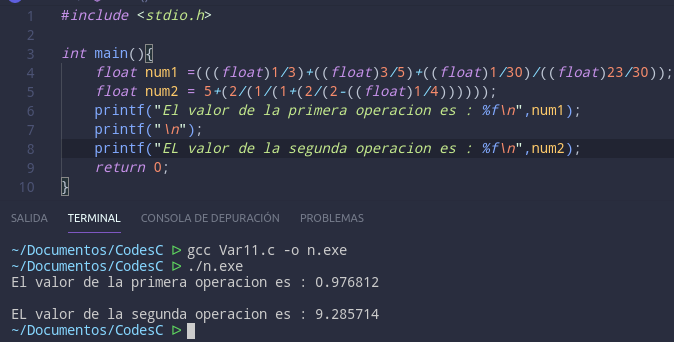 1 #include <stdio.h>
2
3 int main(){
4 float num1 =(((float)1/3)+((float)3/5)+((float)1/30)/((float)23/30));
5 float num2 = 5+(2/(1/(1+(2/(2-((float)1/4))))));
6 printf("El valor de la primera operacion es : %f\n",num1);
7 printf("\n");
8 printf("EL valor de la segunda operacion es : %f\n",num2);
9 return 0;
10 }
SALIDA TERMINAL CONSOLA DE DEPURACIÓN PROBLEMAS
~/Documentos/CodesC ▷ gcc Var11.c -o n.exe
~/Documentos/CodesC ▷ ./n.exe
El valor de la primera operacion es : 0.976812
EL valor de la segunda operacion es : 9.285714
~/Documentos/CodesC ▷